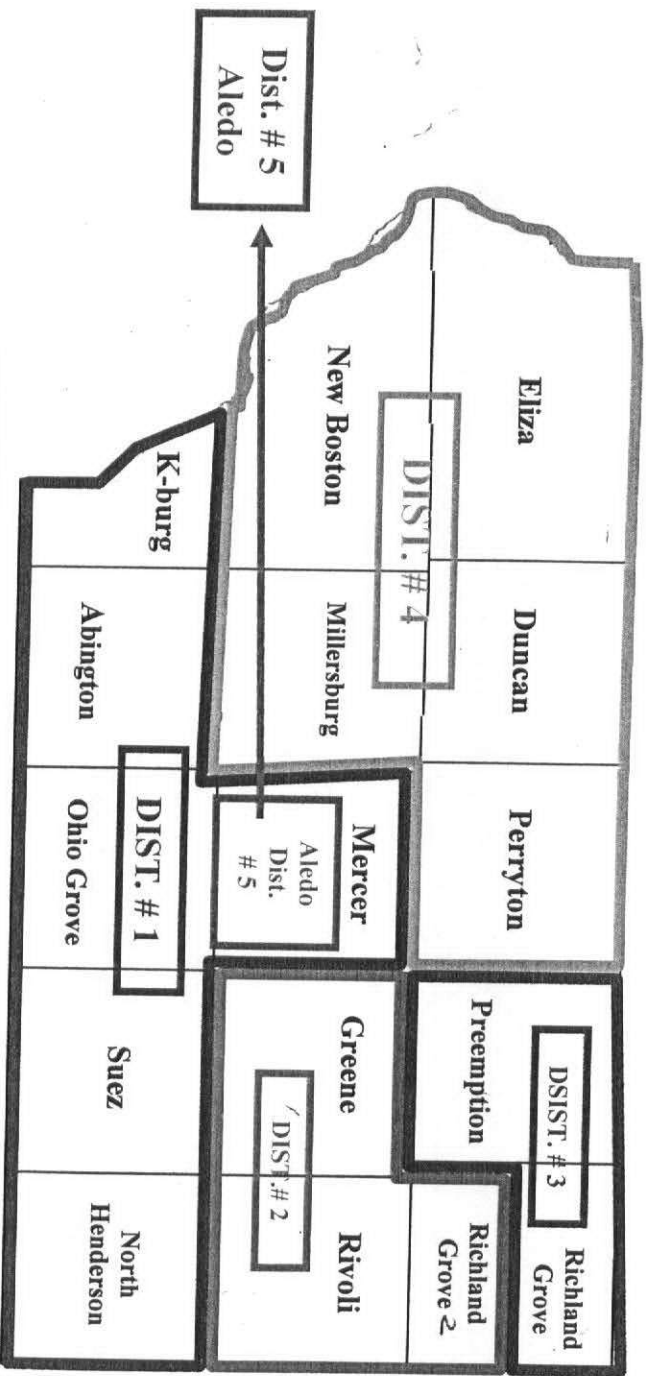 Dist. # 5
Aledo
Eliza
Duncan
Perryton
DSIST. # 3
Preemption
Richland
Grove
New Boston
DIST. # 4
Millersburg
Mercer
Aledo
Dist.
# 5
Greene
DIST.# 2
Rivoli
Richland
Grove 2
K-burg
Abington
DIST. # 1
Ohio Grove
Suez
North
Henderson